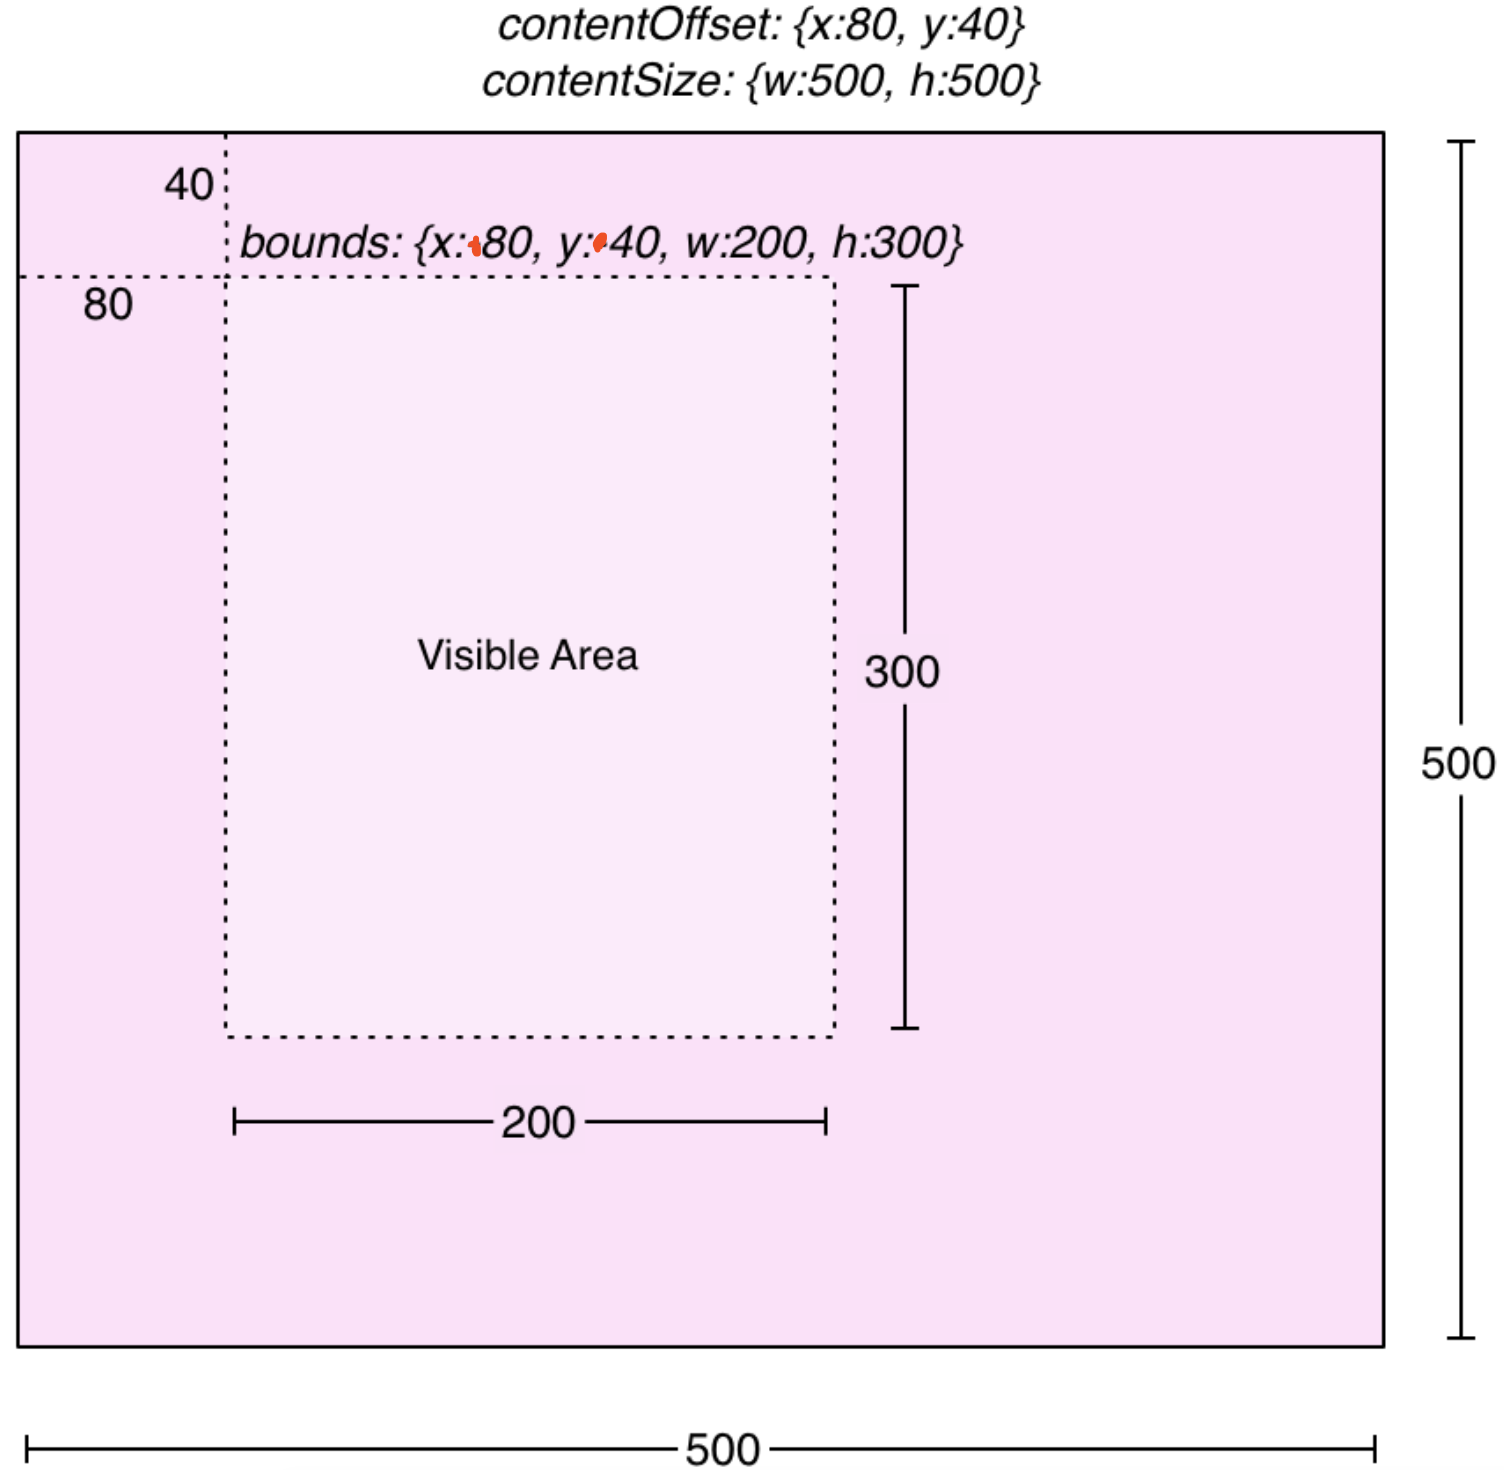 contentOffset: {x:80, y:40}
contentSize: {w:500, h:500}
40
bounds: {x:-80, y:-40, w:200, h:300}
80
Visible Area
300
500
200
500